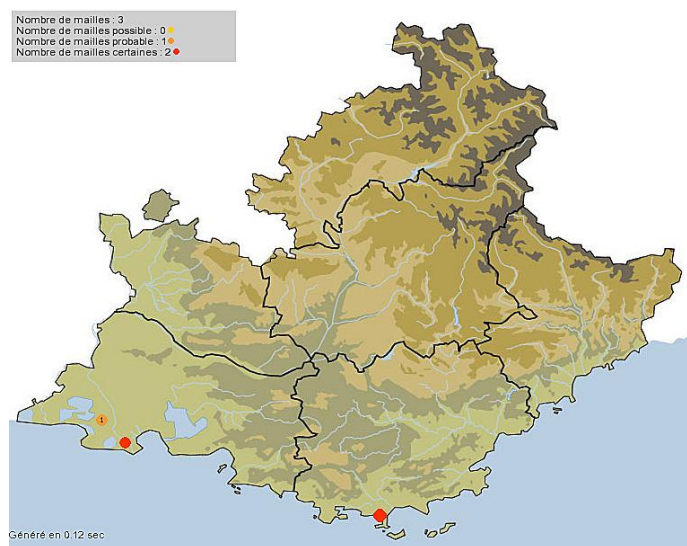 Nombre de mailles : 3
Nombre de mailles possible : 0
Nombre de mailles probable : 1
Nombre de mailles certaines : 2
1
Généré en 0.12 sec